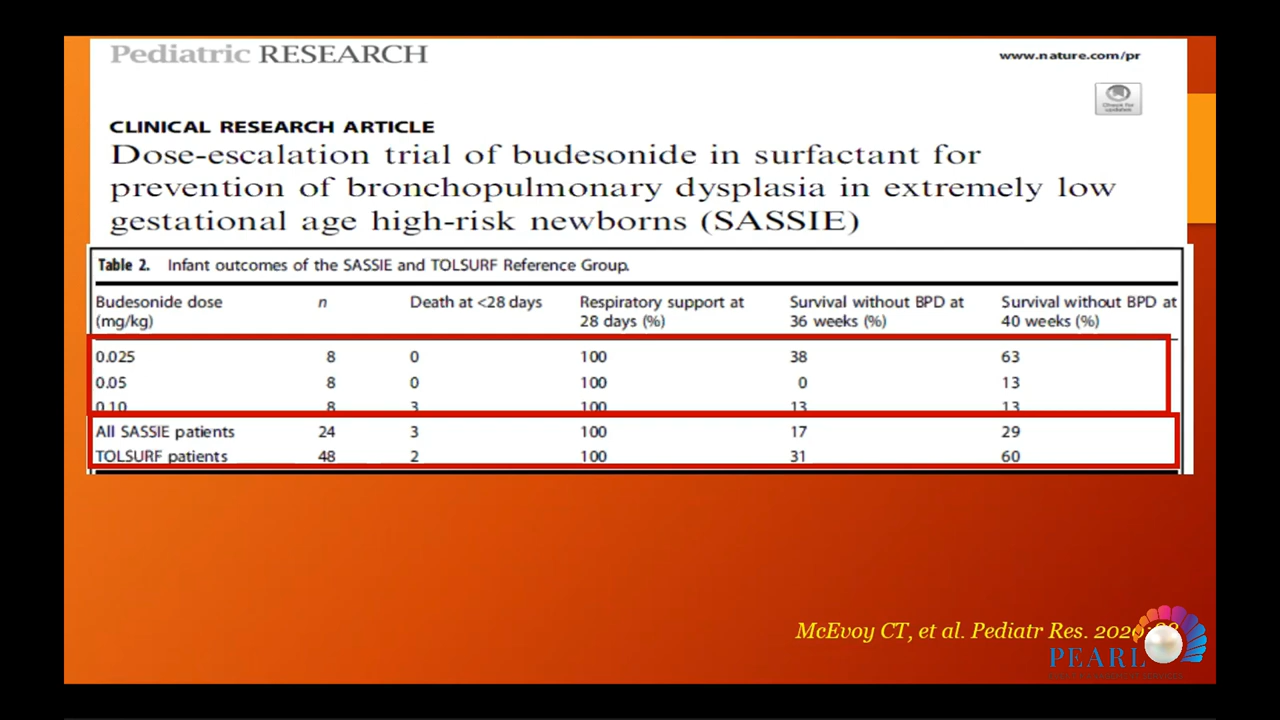 Pediatric RESEARCH www.nature.com/pr
Check for
updates
CLINICAL RESEARCH ARTICLE
Dose-escalation trial of budesonide in surfactant for
prevention of bronchopulmonary dysplasia in extremely low
gestational age high-risk newborns (SASSIE)
Table 2. Infant outcomes of the SASSIE and TOLSURF Reference Group.
Budesonide dose n Death at <28 days Respiratory support at Survival without BPD at Survival without BPD at
(mg/kg) 28 days (%) 36 weeks (%) 40 weeks (%)
0.025 8 0 100 38 63
0.05 8 0 100 0 13
0.10 8 3 100 13 13
All SASSIE patients 24 3 100 17 29
TOLSURF patients 48 2 100 31 60
McEvoy CT, et al. Pediatr Res.
PEARL